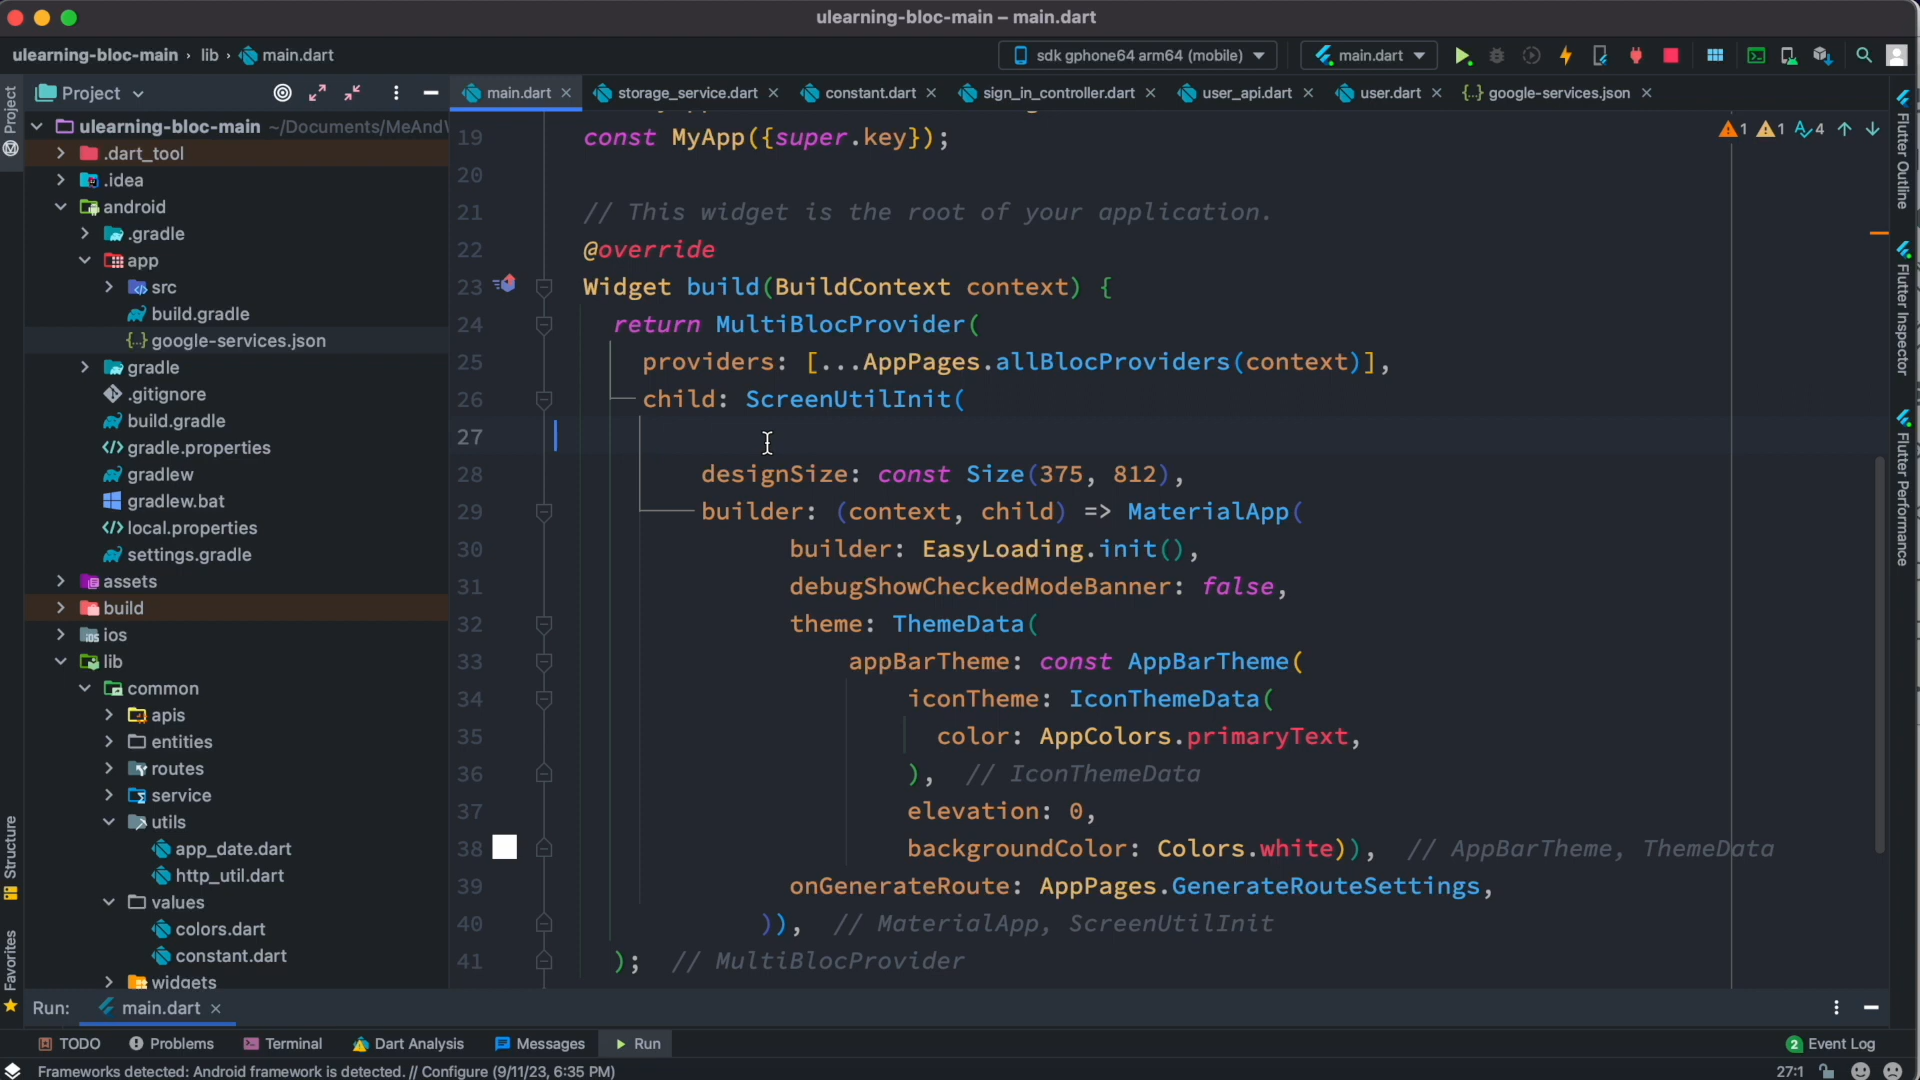 ulearning-bloc-main – main.dart
ulearning-bloc-main › lib › main.dart
sdk gphone64 arm64 (mobile)
main.dart
Project
main.dart
storage_service.dart
constant.dart
sign_in_controller.dart
user_api.dart
user.dart
google-services.json
ulearning-bloc-main ~/Documents/MeAnd
.dart_tool
.idea
android
.gradle
app
src
build.gradle
google-services.json
gradle
.gitignore
build.gradle
gradle.properties
gradlew
gradlew.bat
local.properties
settings.gradle
assets
build
ios
lib
common
apis
entities
routes
service
utils
app_date.dart
http_util.dart
values
colors.dart
constant.dart
widgets
Project
Structure
Favorites
19 const MyApp({super.key});
20
21 // This widget is the root of your application.
22 @override
23 Widget build(BuildContext context) {
24 return MultiBlocProvider(
25 providers: [...AppPages.allBlocProviders(context)],
26 child: ScreenUtilInit(
27
28 designSize: const Size(375, 812),
29 builder: (context, child) => MaterialApp(
30 builder: EasyLoading.init(),
31 debugShowCheckedModeBanner: false,
32 theme: ThemeData(
33 appBarTheme: const AppBarTheme(
34 iconTheme: IconThemeData(
35 color: AppColors.primaryText,
36 ), // IconThemeData
37 elevation: 0,
38 backgroundColor: Colors.white)), // AppBarTheme, ThemeData
39 onGenerateRoute: AppPages.GenerateRouteSettings,
40 )), // MaterialApp, ScreenUtilInit
41 ); // MultiBlocProvider
1 1 4
Flutter Outline
Flutter Inspector
Flutter Performance
Run: main.dart
TODO
Problems
Terminal
Dart Analysis
Messages
Run
2 Event Log
Frameworks detected: Android framework is detected. // Configure (9/11/23, 6:35 PM)
27:1